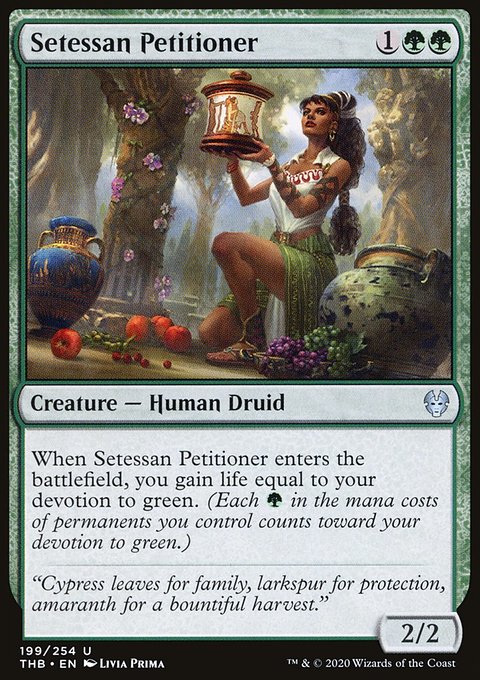 Setessan Petitioner 1
Creature — Human Druid
When Setessan Petitioner enters the
battlefield, you gain life equal to your
devotion to green. (Each in the mana costs
of permanents you control counts toward your
devotion to green.)
“Cypress leaves for family, larkspur for protection,
amaranth for a bountiful harvest.”
2/2
199/254 U
THB • EN Livia Prima
™ & © 2020 Wizards of the Coast